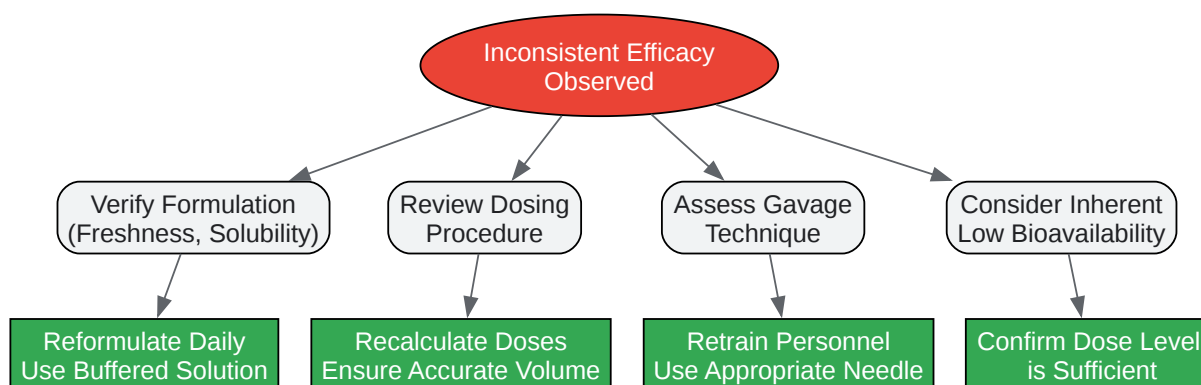 Inconsistent Efficacy
Observed
Verify Formulation
(Freshness, Solubility)
Review Dosing
Procedure
Assess Gavage
Technique
Consider Inherent
Low Bioavailability
Reformulate Daily
Use Buffered Solution
Recalculate Doses
Ensure Accurate Volume
Retrain Personnel
Use Appropriate Needle
Confirm Dose Level
is Sufficient